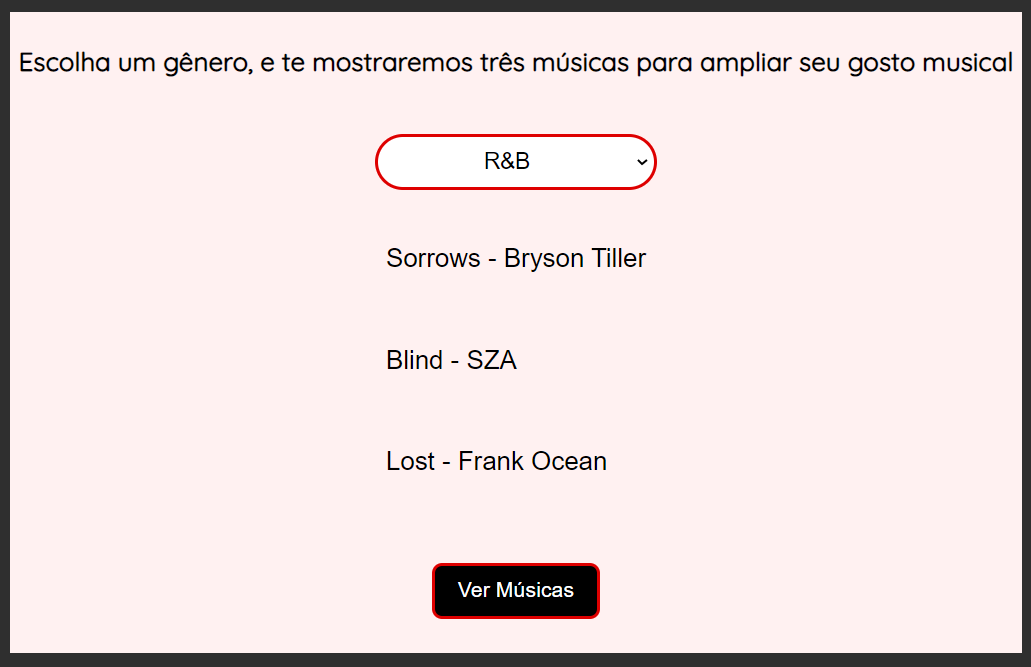 Escolha um gênero, e te mostraremos três músicas para ampliar seu gosto musical
R&B
Sorrows - Bryson Tiller
Blind - SZA
Lost - Frank Ocean
Ver Músicas